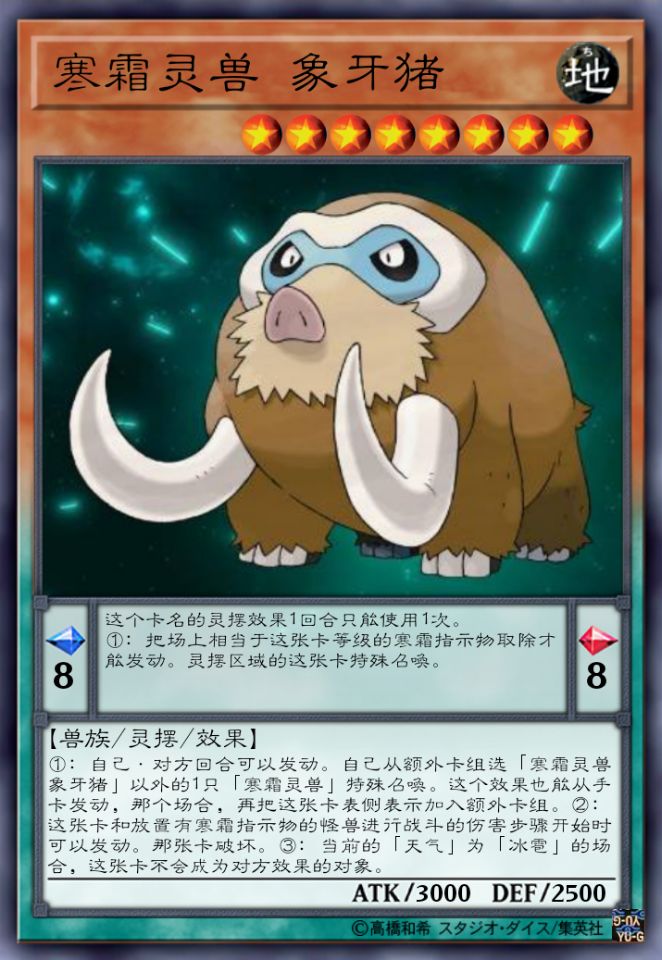 寒霜灵兽 象牙猪
ち
地
这个卡名的灵摆效果1回合只能使用1次。
①：把场上相当于这张卡等级的寒霜指示物取除才
能发动。灵摆区域的这张卡特殊召唤。
8
8
【兽族/灵摆/效果】
①：自己·对方回合可以发动。自己从额外卡组选「寒霜灵兽
象牙猪」以外的1只「寒霜灵兽」特殊召唤。这个效果也能从手
卡发动，那个场合，再把这张卡表侧表示加入额外卡组。②：
这张卡和放置有寒霜指示物的怪兽进行战斗的伤害步骤开始时
可以发动。那张卡破坏。③：当前的「天气」为「冰雹」的场
合，这张卡不会成为对方效果的对象。
ATK/3000 DEF/2500
©高橋和希 スタジオ·ダイス/集英社